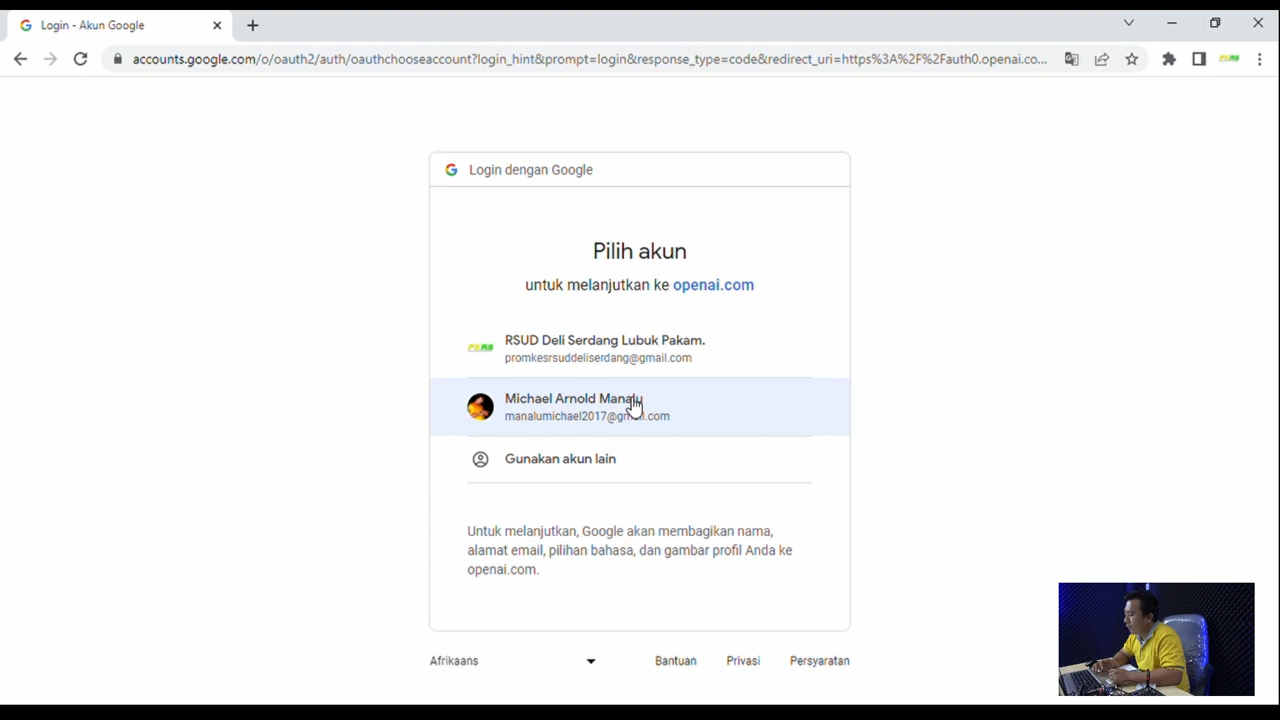 Login - Akun Google
accounts.google.com/o/oauth2/auth/oauthchooseaccount?login_hint&prompt=login&response_type=code&redirect_uri=https%3A%2F%2Fauth0.openai.co...
Login dengan Google
Pilih akun
untuk melanjutkan ke openai.com
RSUD Deli Serdang Lubuk Pakam.
promkesrsuddeliserdang@gmail.com
Michael Arnold Manalu
manalumichael2017@gmail.com
Gunakan akun lain
Untuk melanjutkan, Google akan membagikan nama,
alamat email, pilihan bahasa, dan gambar profil Anda ke
openai.com.
Afrikaans
Bantuan
Privasi
Persyaratan